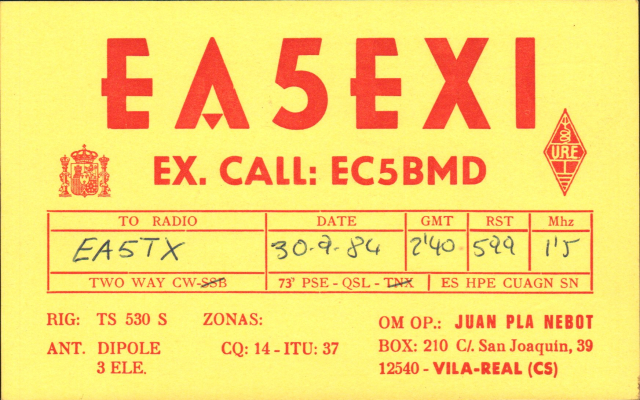 EA5EXI
URE
EX. CALL: EC5BMD
TO RADIO DATE GMT RST Mhz
EA5TX 30-9-84 2'40 599 1'5
TWO WAY CW-SSB 73' PSE - QSL - TNX ES HPE CUAGN SN
RIG: TS 530 S ZONAS: OM OP.: JUAN PLA NEBOT
ANT. DIPOLE CQ: 14 - ITU: 37 BOX: 210 C/. San Joaquín, 39
3 ELE. 12540 - VILA-REAL (CS)